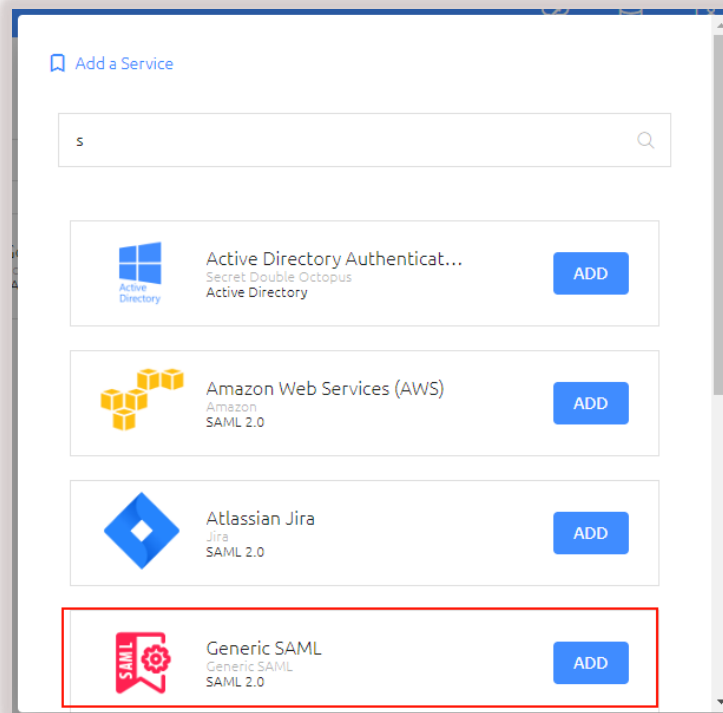 Add a Service
s
Active Directory Authenticat...
Secret Double Octopus
Active Directory
Active
Directory
ADD
Amazon Web Services (AWS)
Amazon
SAML 2.0
ADD
Atlassian Jira
Jira
SAML 2.0
ADD
SAML
Generic SAML
Generic SAML
SAML 2.0
ADD